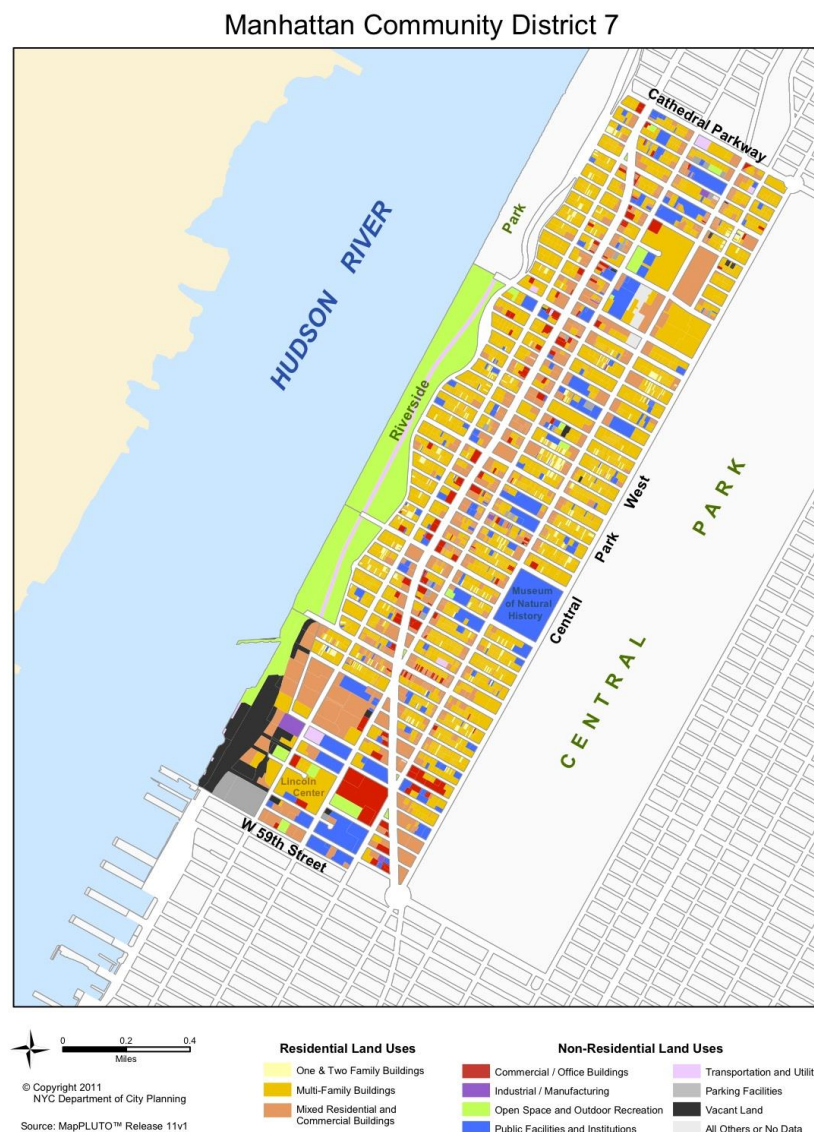 Manhattan Community District 7
Cathedral Parkway
Park
HUDSON RIVER
Riverside
West
Park
Central
PARK
CENTRAL
Museum
of Natural
History
Lincoln
Center
W 59th Street
0 0.2 0.4
Miles
© Copyright 2011
NYC Department of City Planning
Source: MapPLUTO™ Release 11v1
Residential Land Uses
One & Two Family Buildings
Multi-Family Buildings
Mixed Residential and
Commercial Buildings
Non-Residential Land Uses
Commercial / Office Buildings
Industrial / Manufacturing
Open Space and Outdoor Recreation
Public Facilities and Institutions
Transportation and Utilit
Parking Facilities
Vacant Land
All Others or No Data